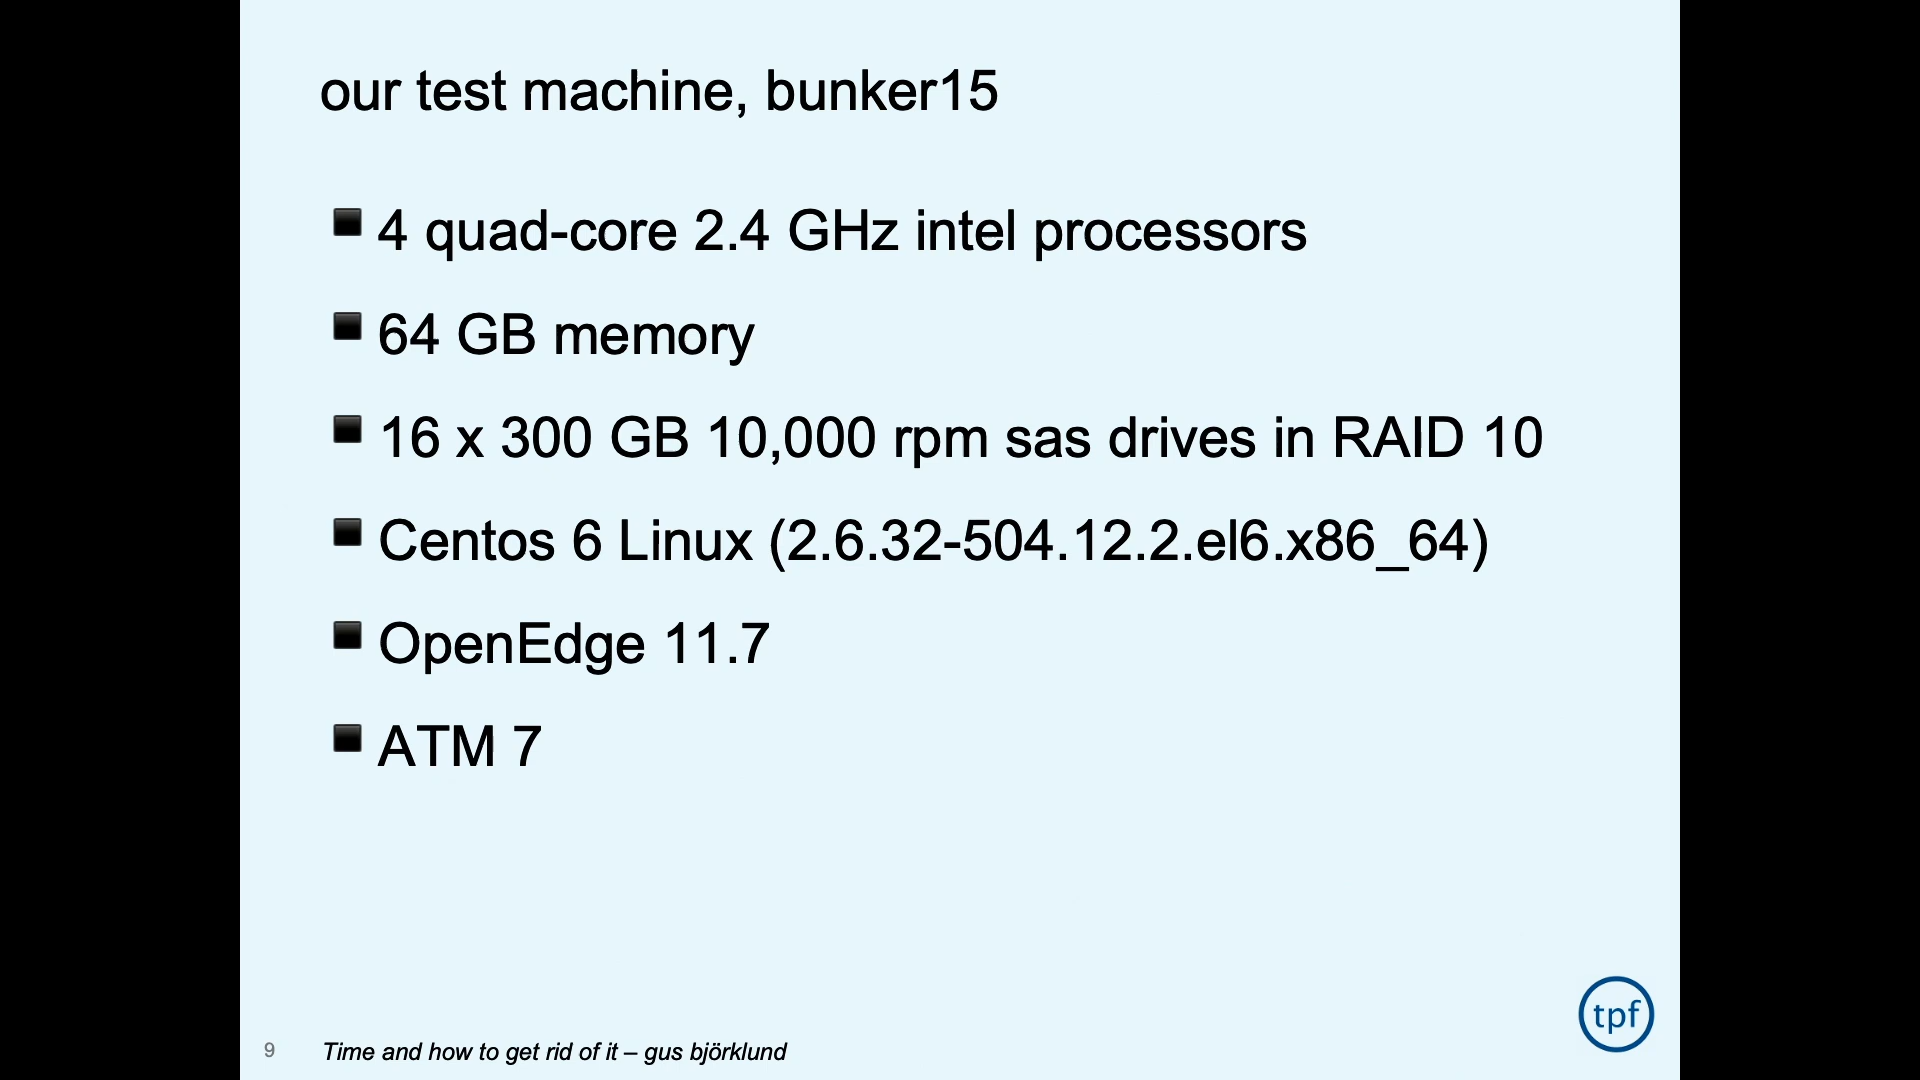 our test machine, bunker15
4 quad-core 2.4 GHz intel processors
64 GB memory
16 x 300 GB 10,000 rpm sas drives in RAID 10
Centos 6 Linux (2.6.32-504.12.2.el6.x86_64)
OpenEdge 11.7
ATM 7
tpf
9 Time and how to get rid of it – gus björklund